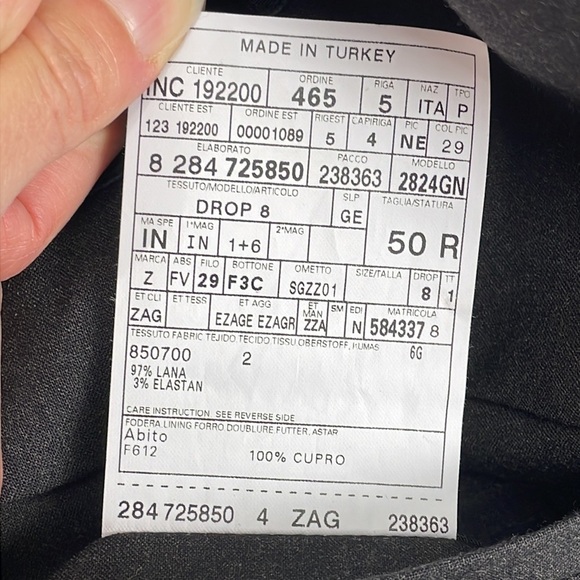 MADE IN TURKEY
CLIENTE ORDINE RIGA NAZ TPO
INC 192200 465 5 ITA P
CLIENTE EST ORDINE EST RIGEST CAPIRIGA PIC COL PIC
123 192200 00001089 5 4 NE 29
ELABORATO PACCO MODELLO
8 284 725850 238363 2824GN
TESSUTO/MODELLO/ARTICOLO SLP TAGLIA/STATURA
DROP 8 GE 50 R
MA SPE 1°MAG 2°MAG
IN IN 1+6
MARCA ABS FILO BOTTONE OMETTO SIZE/TALLA DROP TT
Z FV 29 F3C SGZZ01 8 1
ET CLI ET TESS ET AGG ET MAN SM EDI MATRICOLA
ZAG EZAGE EZAGR ZZA N 584337 8
TESSUTO FABRIC TEJIDO TECIDO TISSU OBERSTOFF, KUMAS 6G
850700 2
97% LANA
3% ELASTAN
CARE INSTRUCTION SEE REVERSE SIDE
FODERA LINING FORRO DOUBLURE FUTTER, ASTAR
Abito
F612 100% CUPRO
284 725850 4 ZAG 238363